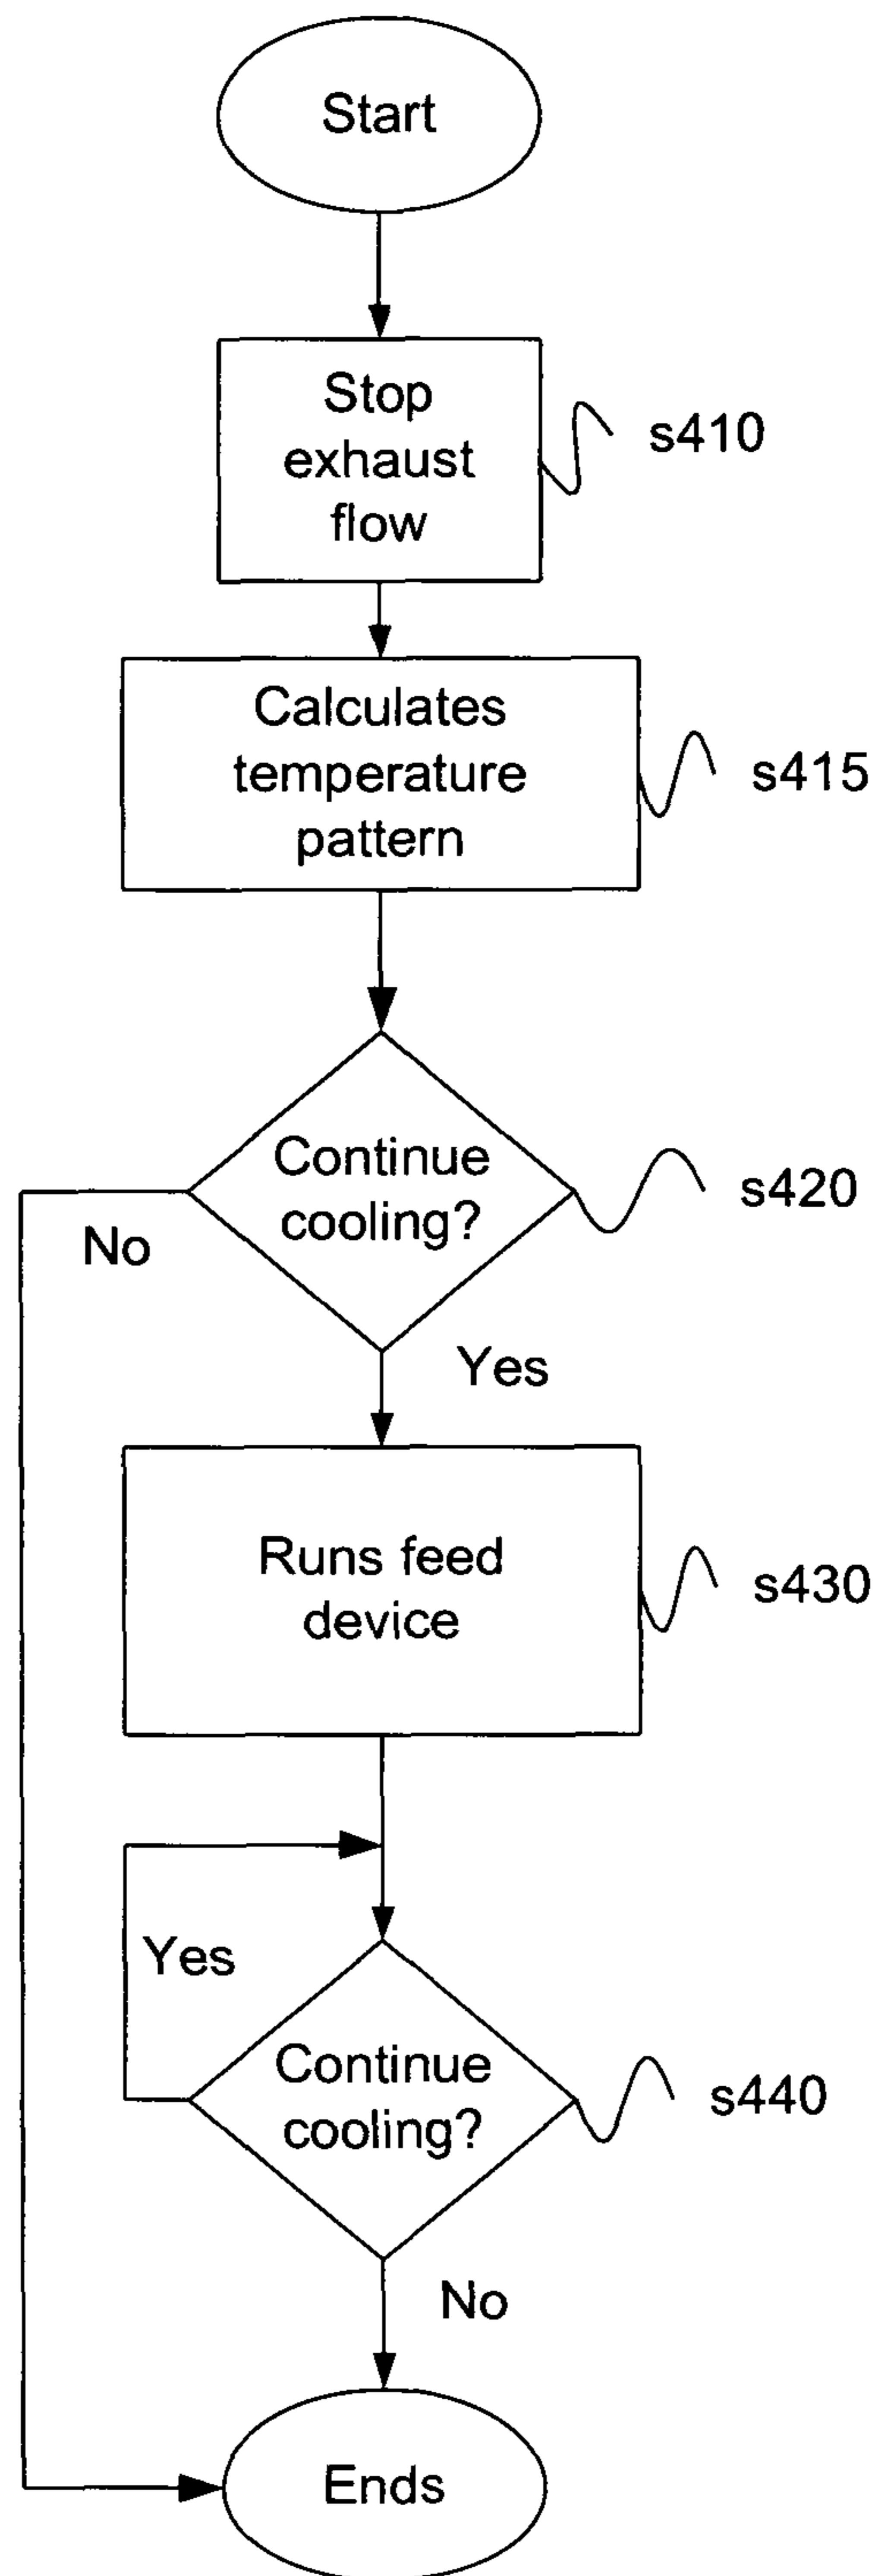 Start
Stop
exhaust
flow
s410
Calculates
temperature
pattern
s415
Continue
cooling?
s420
No
Yes
Runs feed
device
s430
Yes
Continue
cooling?
s440
No
Ends